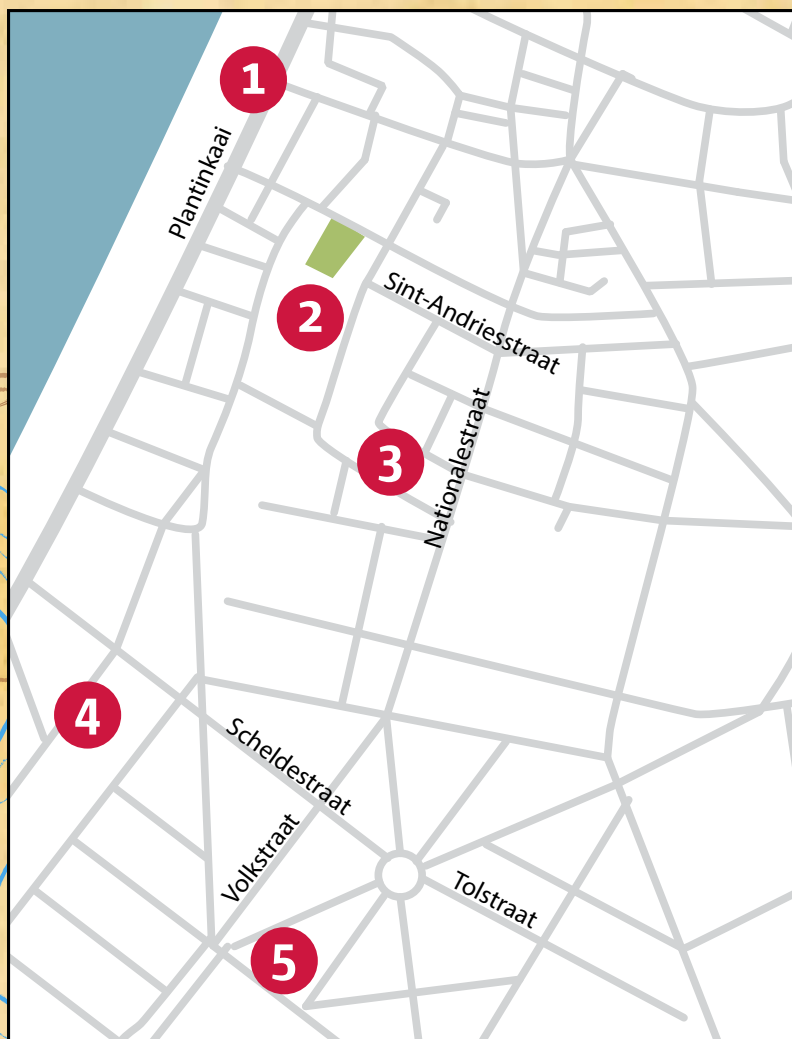 1
Plantinkaai
2
Sint-Andriesstraat
3
Nationalestraat
4
Scheldestraat
Volkstraat
Tolstraat
5